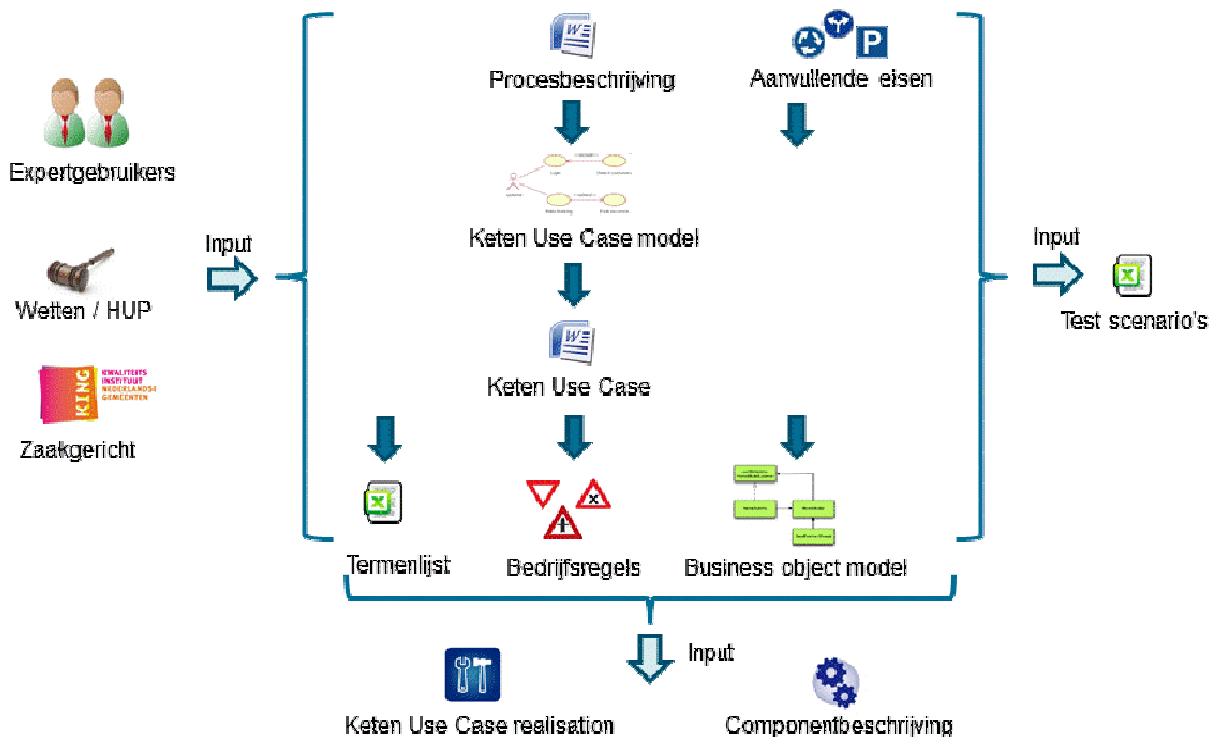 Procesbeschrijving
Aanvullende eisen
P
Expertgebruikers
Keten Use Case model
Input
Wetten / HUP
Input
Test scenario's
KING
KWALITEITS
INSTITUUT
NEDERLANDSE
GEMEENTEN
Keten Use Case
Zaakgericht
Termenlijst
Bedrijfsregels
Business object model
Input
Keten Use Case realisation
Componentbeschrijving